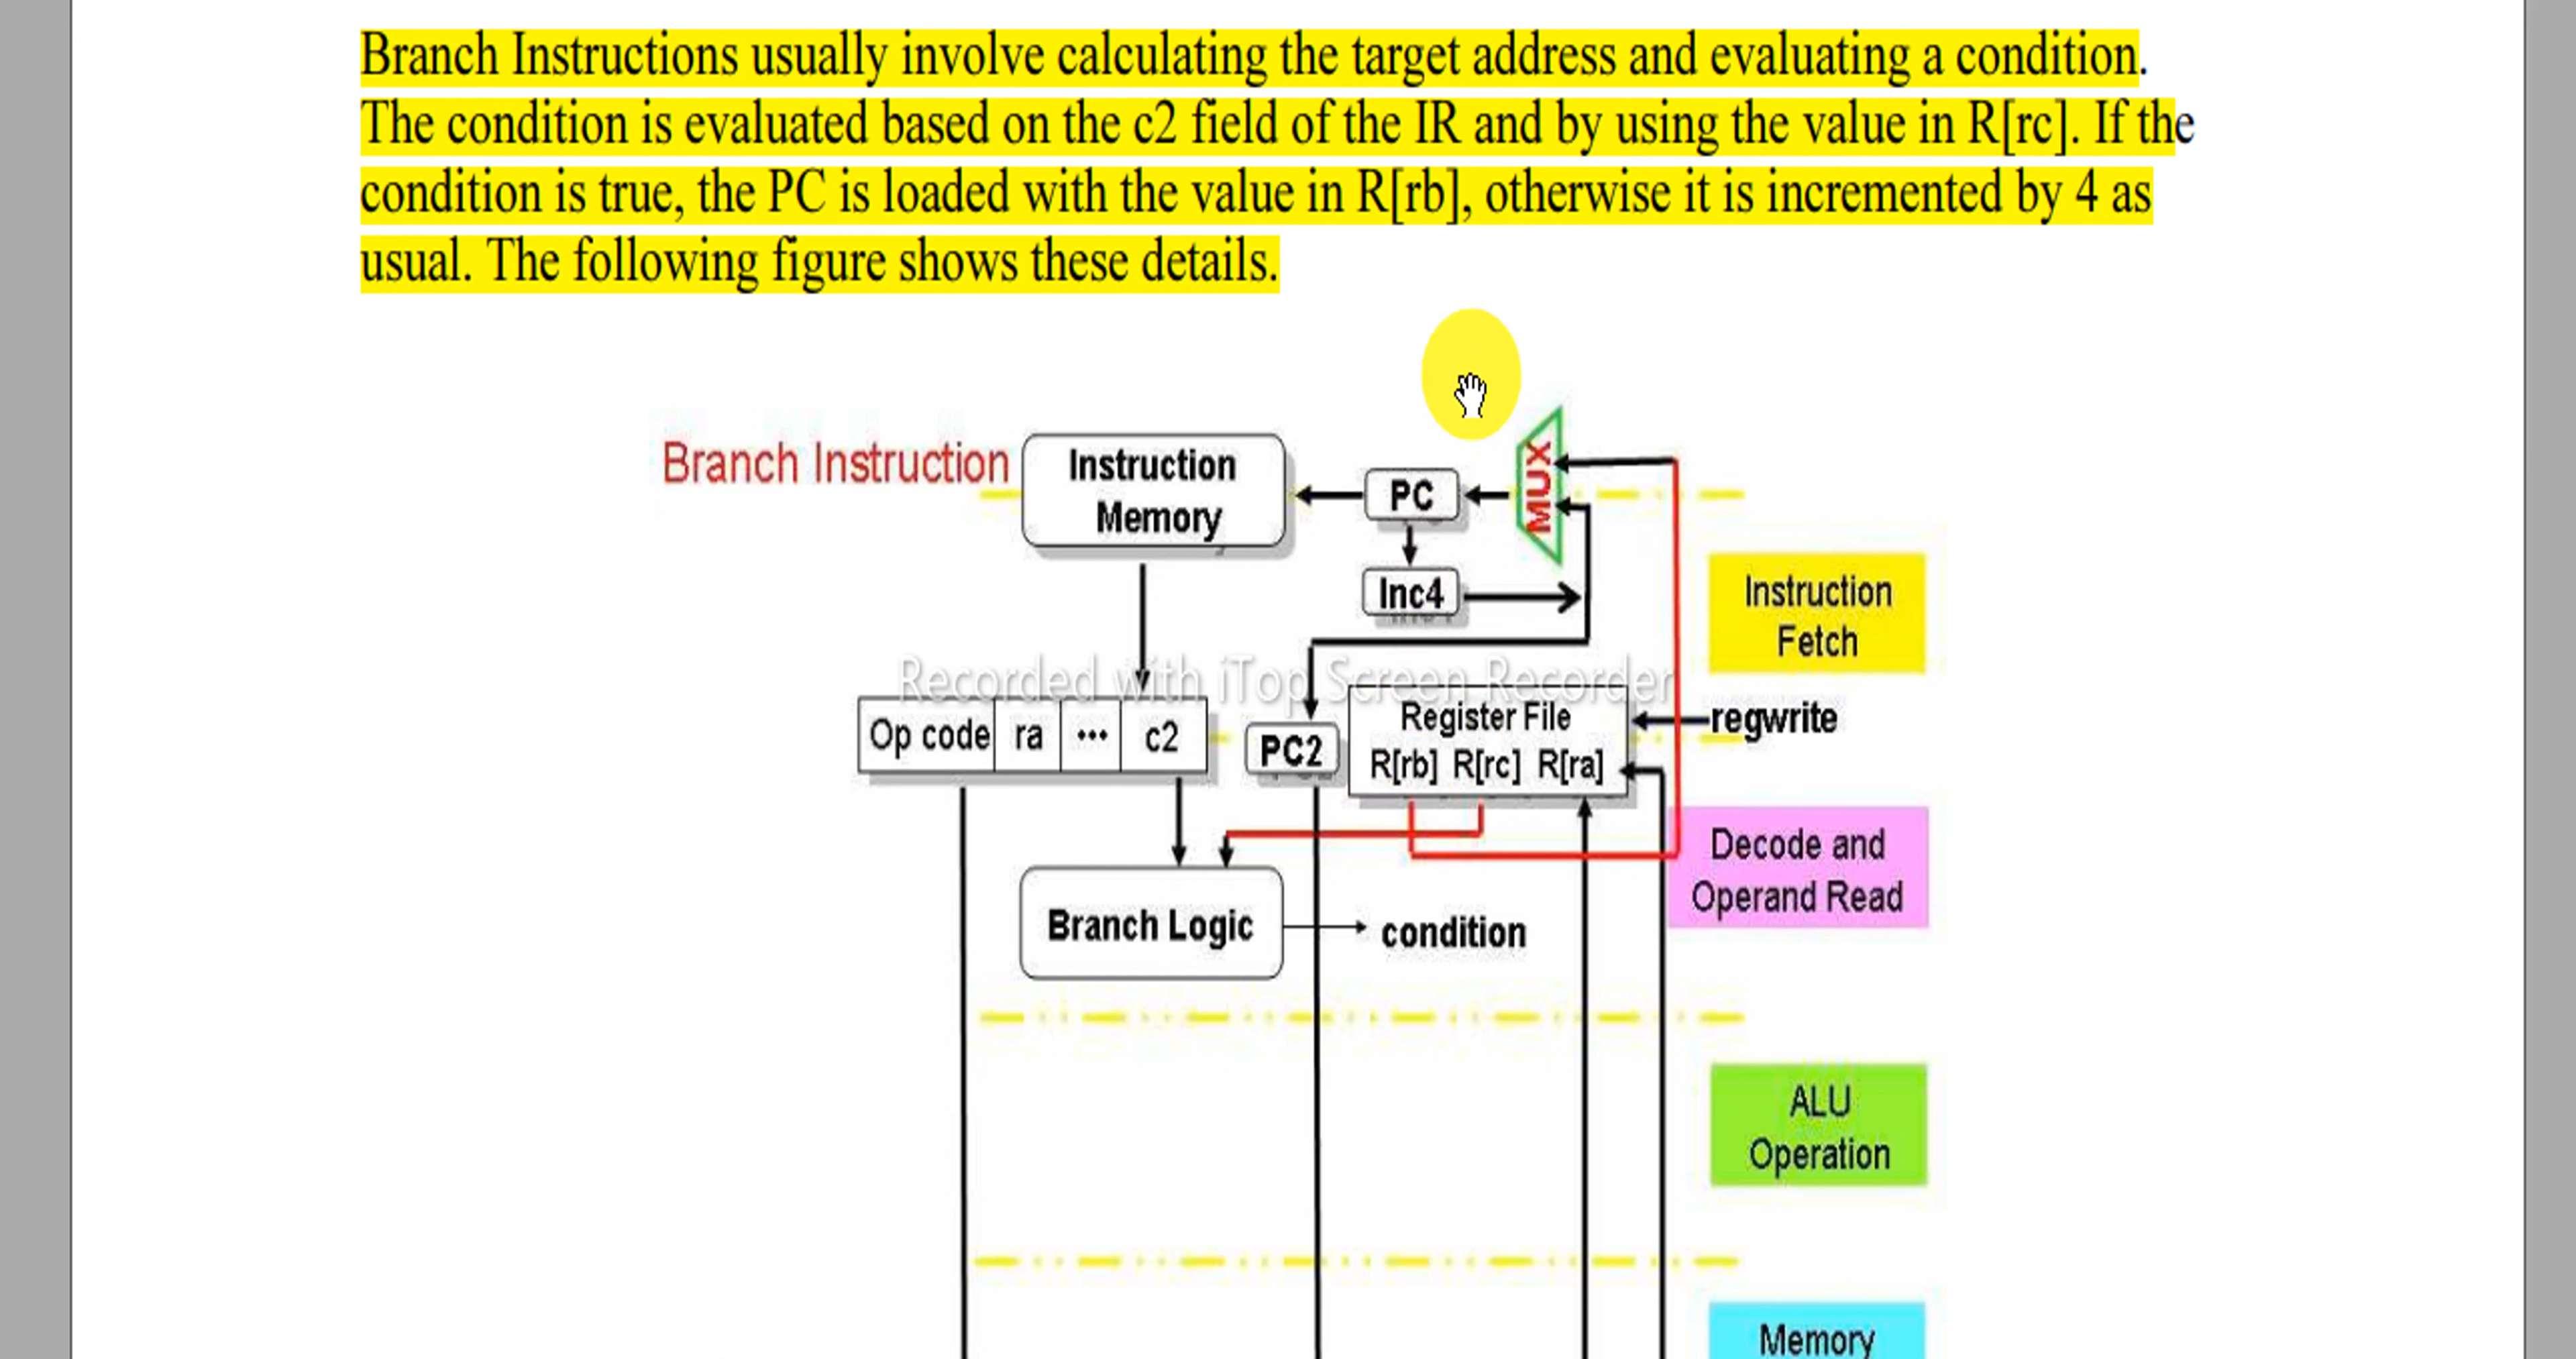 Branch Instructions usually involve calculating the target address and evaluating a condition.
The condition is evaluated based on the c2 field of the IR and by using the value in R[rc]. If the
condition is true, the PC is loaded with the value in R[rb], otherwise it is incremented by 4 as
usual. The following figure shows these details.
Branch Instruction
Instruction
Memory
PC
MUX
Inc4
Instruction
Fetch
Recorded with iTop Screen Recorder
Op code ra ... c2
PC2
Register File
R[rb] R[rc] R[ra]
regwrite
Decode and
Operand Read
Branch Logic
condition
ALU
Operation
Memory